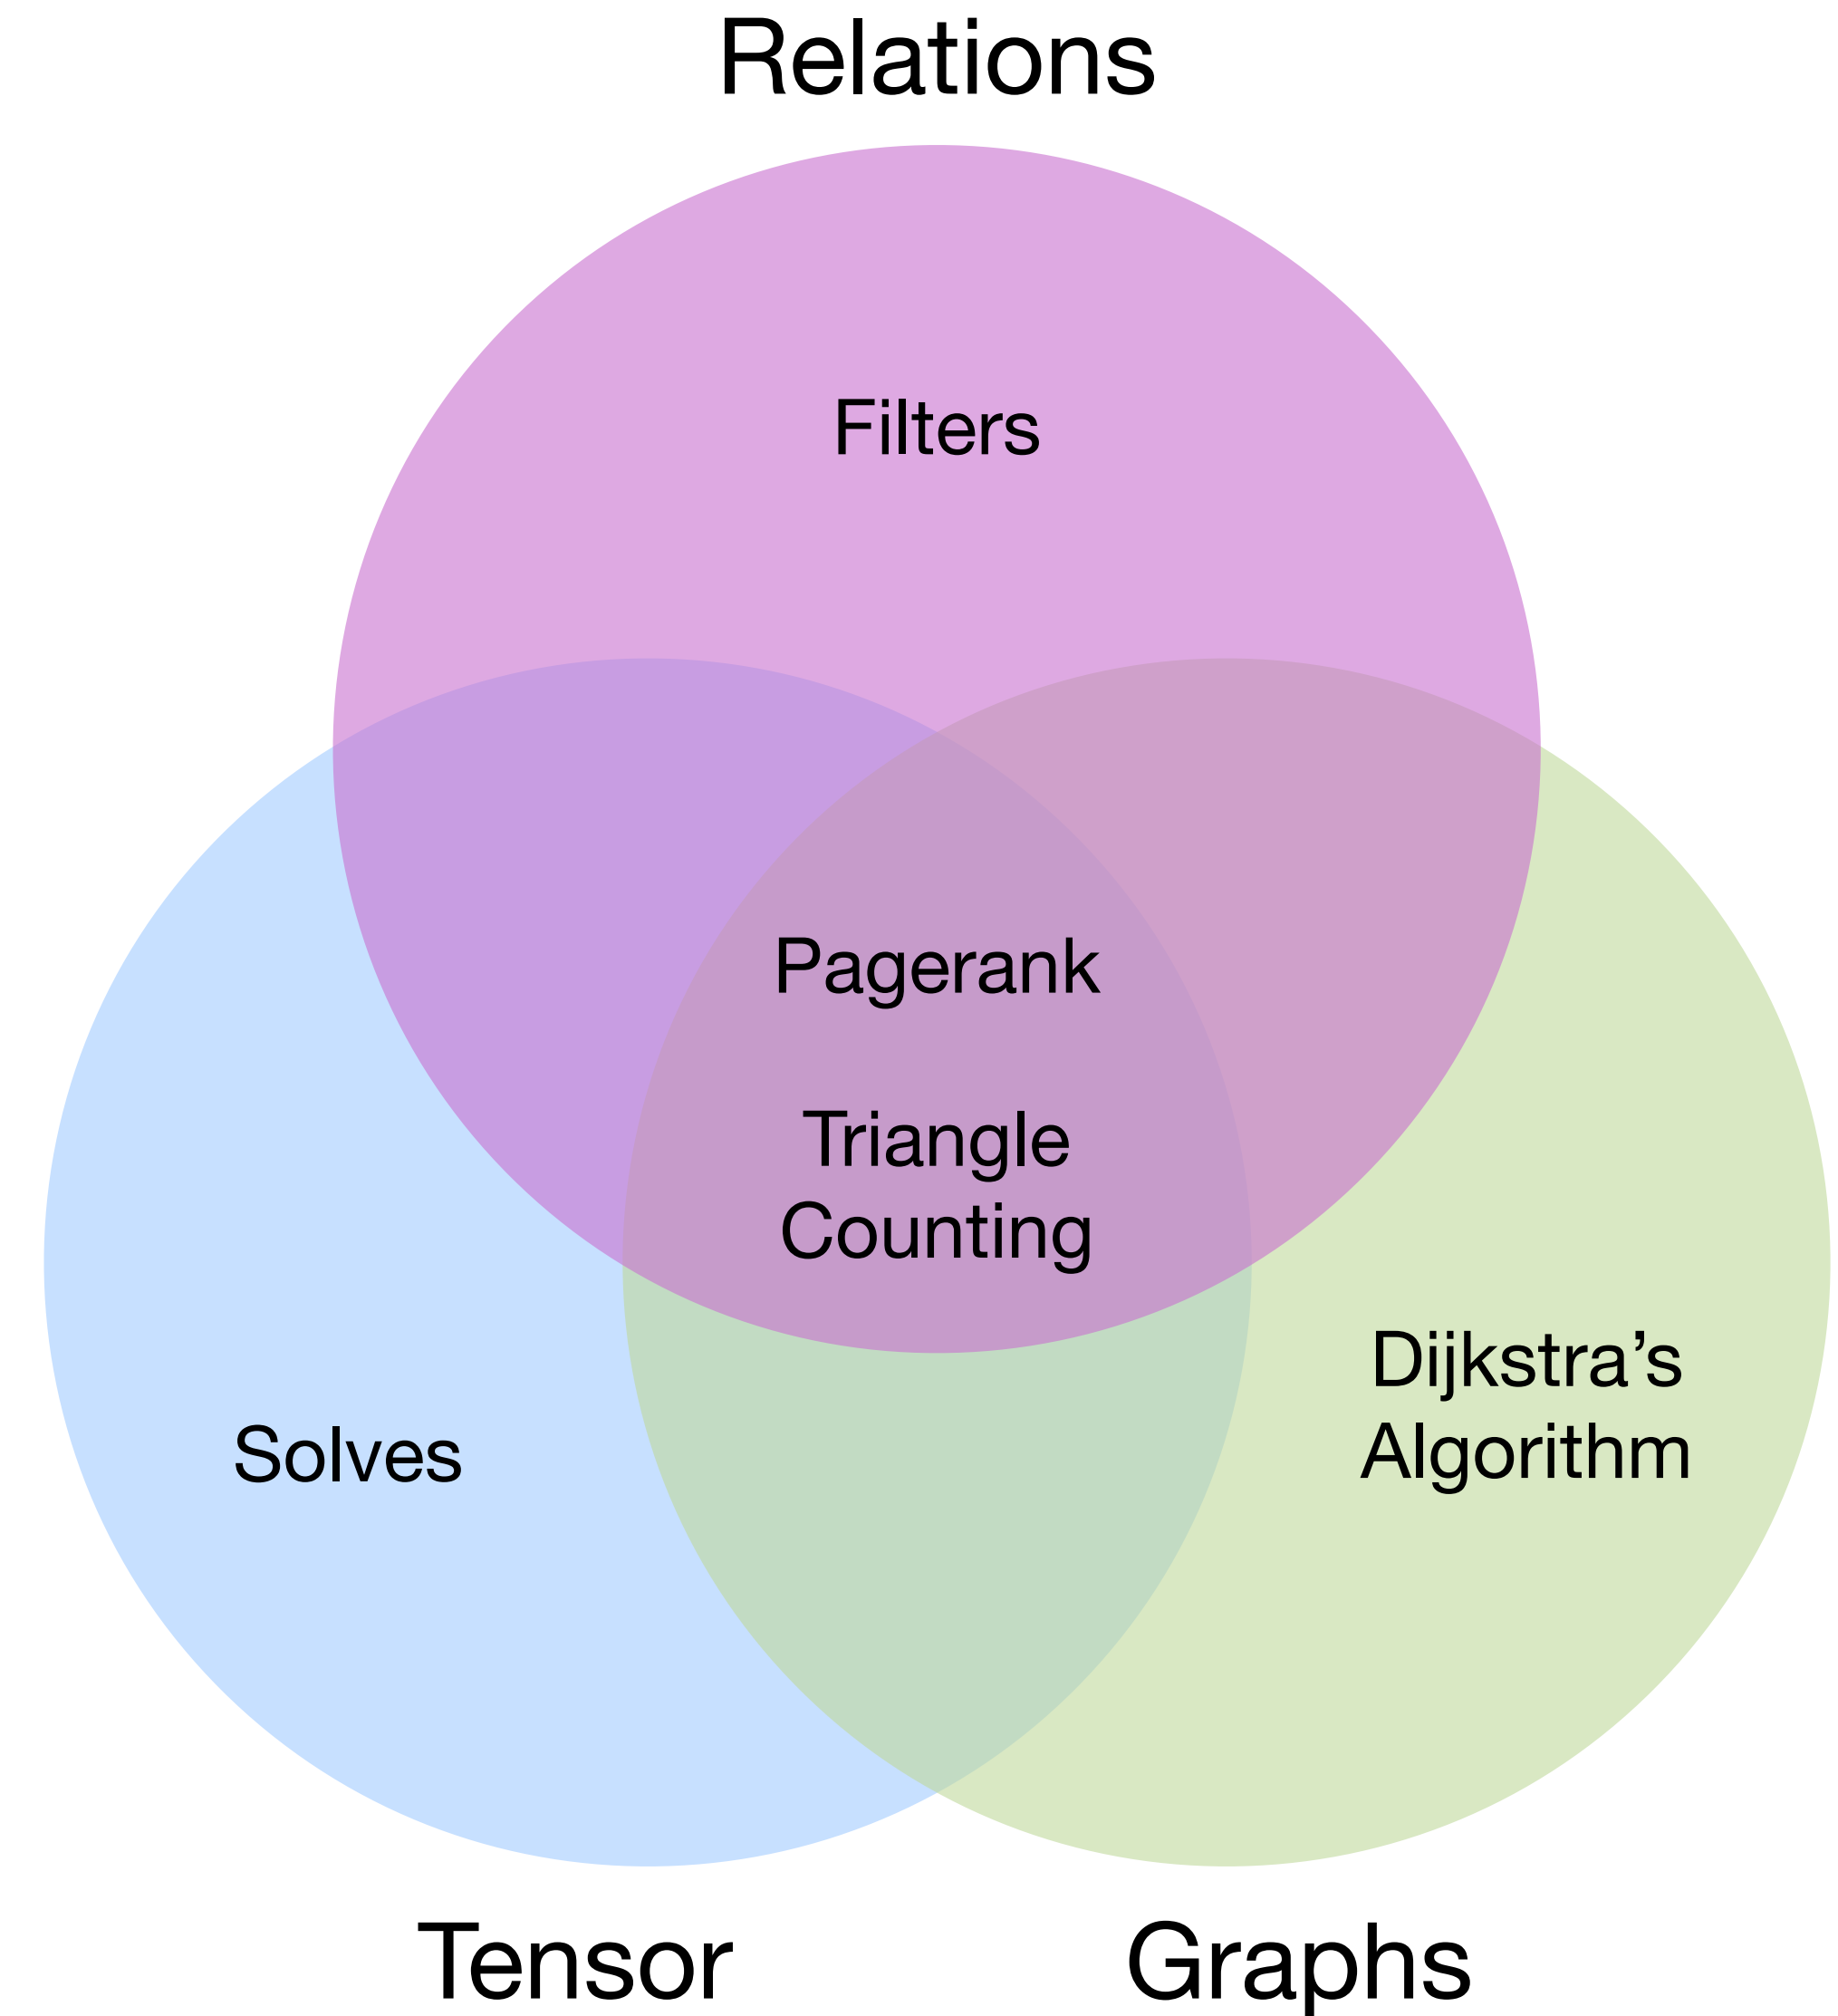 Relations
Filters
Pagerank
Triangle
Counting
Dijkstra’s
Algorithm
Solves
Tensor
Graphs